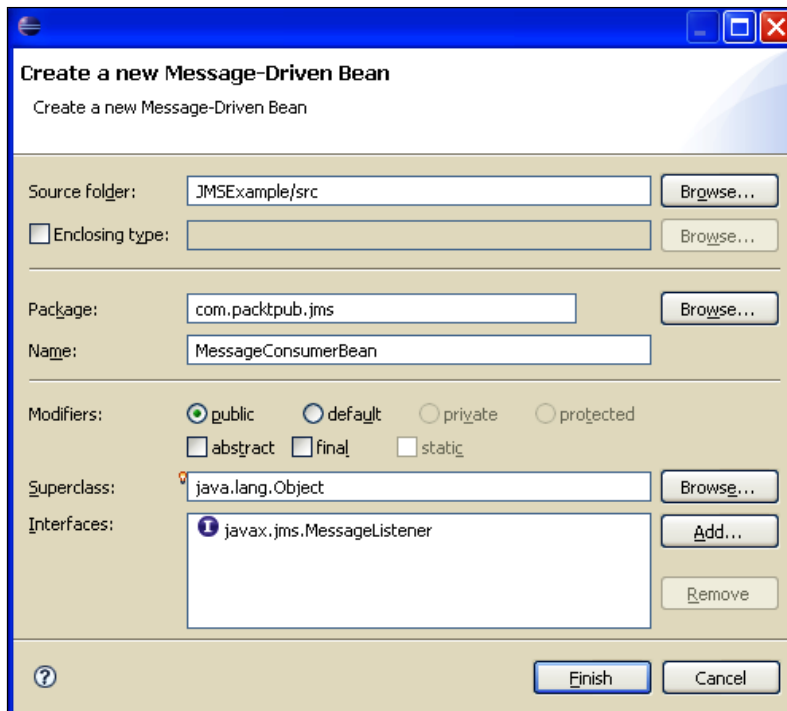 Create a new Message-Driven Bean
Create a new Message-Driven Bean
Source folder: JMSExample/src Browse...
Enclosing type: Browse...
Package: com.packtpub.jms Browse...
Name: MessageConsumerBean
Modifiers: public default private protected
abstract final static
Superclass: java.lang.Object Browse...
Interfaces: I javax.jms.MessageListener Add...
Remove
? Finish Cancel